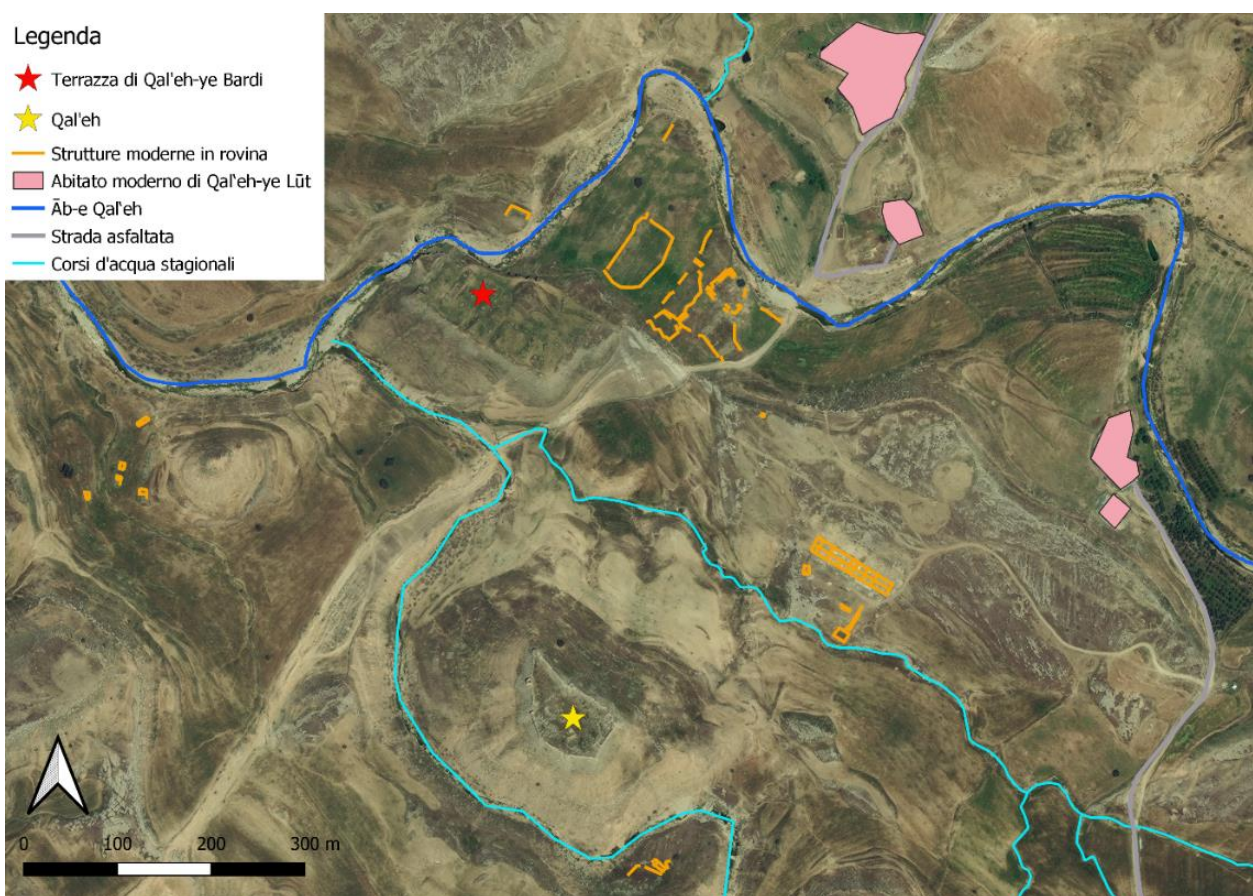 Legenda
Terrazza di Qal'eh-ye Bardi
Qal'eh
Strutture moderne in rovina
Abitato moderno di Qal‘eh-ye Lūt
Āb-e Qal‘eh
Strada asfaltata
Corsi d'acqua stagionali
0 100 200 300 m